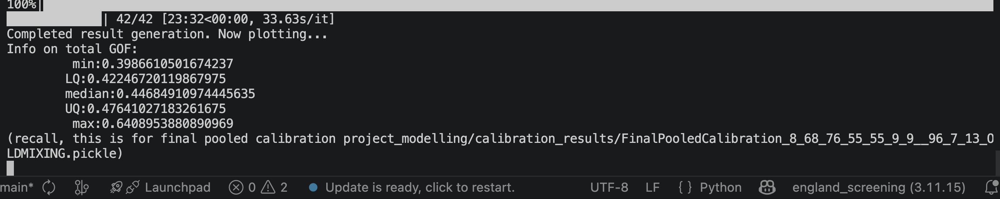 100%|
| 42/42 [23:32<00:00, 33.63s/it]
Completed result generation. Now plotting...
Info on total GOF:
min:0.3986610501674237
LQ:0.42246720119867975
median:0.44684910974445635
UQ:0.47641027183261675
max:0.6408953880890969
(recall, this is for final pooled calibration project_modelling/calibration_results/FinalPooledCalibration_8_68_76_55_55_9_9__96_7_13_O
LDMIXING.pickle)
main* Launchpad 0 2 Update is ready, click to restart. UTF-8 LF {} Python england_screening (3.11.15)